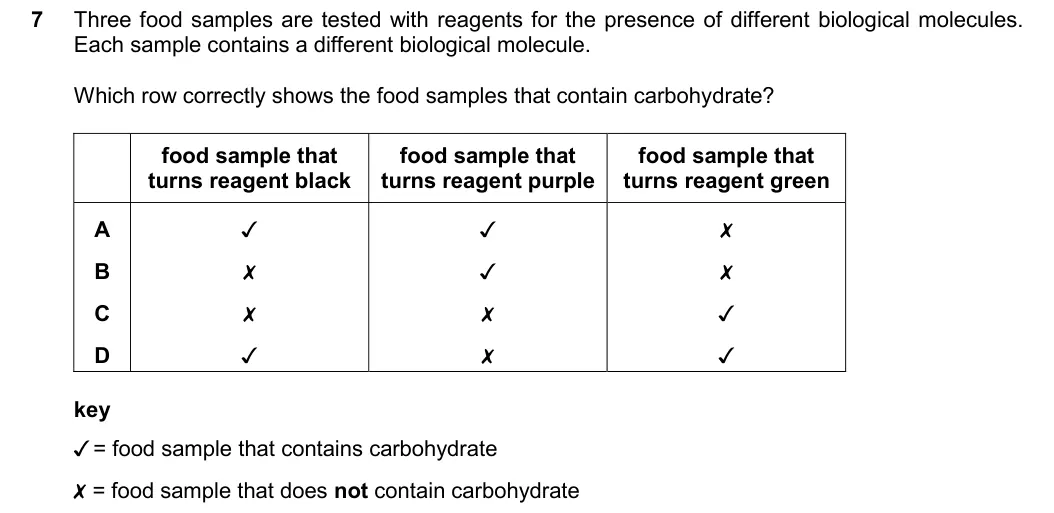 7 Three food samples are tested with reagents for the presence of different biological molecules.
Each sample contains a different biological molecule.
Which row correctly shows the food samples that contain carbohydrate?
food sample that food sample that food sample that
turns reagent black turns reagent purple turns reagent green
A ✓ ✓ ✗
B ✗ ✓ ✗
C ✗ ✗ ✓
D ✓ ✗ ✓
key
✓ = food sample that contains carbohydrate
✗ = food sample that does not contain carbohydrate